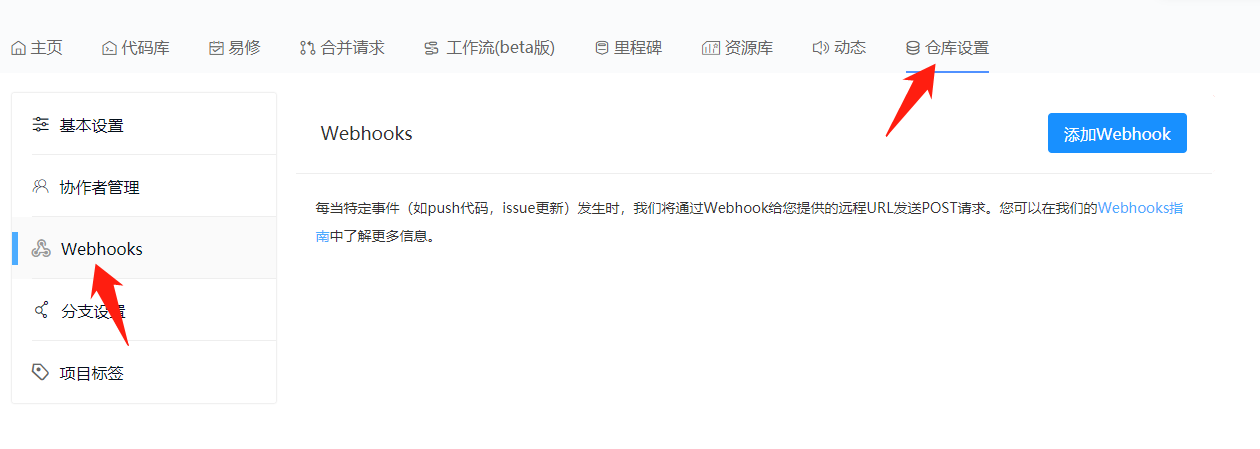 主页 代码库 易修 合并请求 工作流(beta版) 里程碑 资源库 动态 仓库设置
基本设置
协作者管理
Webhooks
分支设置
项目标签
Webhooks
添加Webhook
每当特定事件（如push代码，issue更新）发生时，我们将通过Webhook给您提供的远程URL发送POST请求。您可以在我们的Webhooks指
南中了解更多信息。